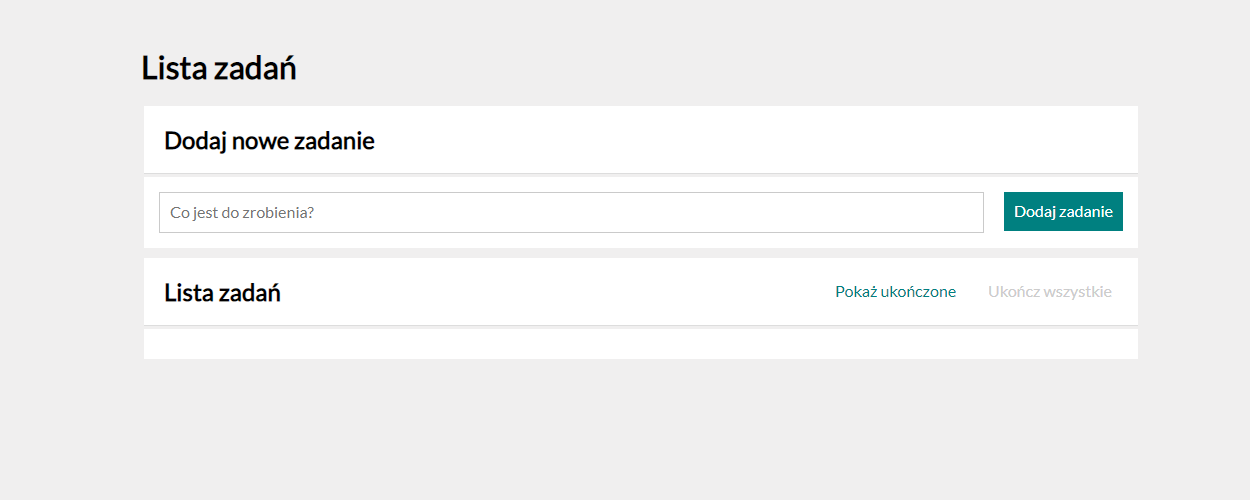 Lista zadań
Dodaj nowe zadanie
Co jest do zrobienia?
Dodaj zadanie
Lista zadań
Pokaż ukończone
Ukończ wszystkie